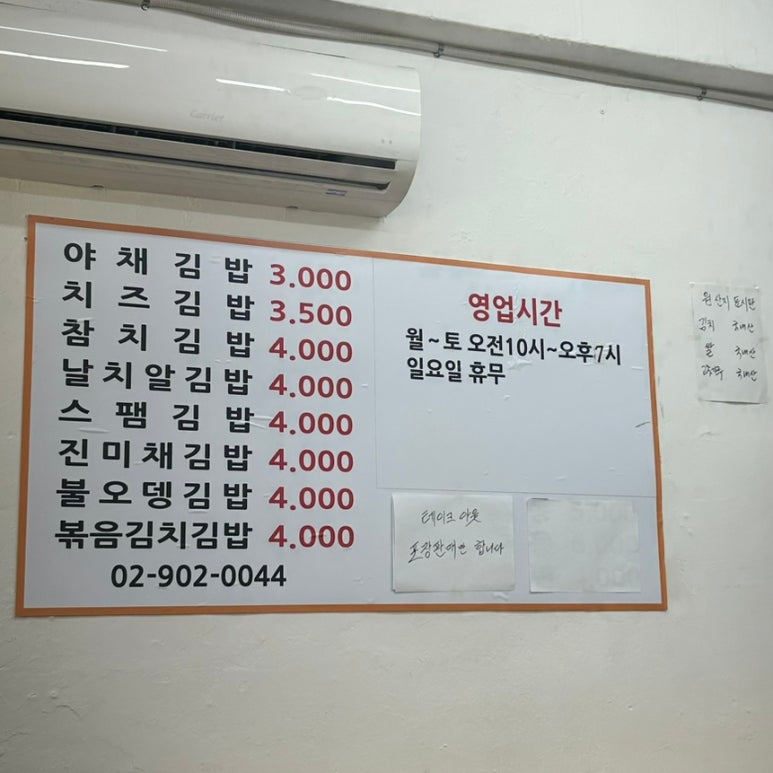 Carrier
야채김밥 3.000
치즈김밥 3.500
참치김밥 4.000
날치알김밥 4.000
스팸김밥 4.000
진미채김밥 4.000
불오뎅김밥 4.000
볶음김치김밥 4.000
02-902-0044
영업시간
월~토 오전10시~오후7시
일요일 휴무
테이크 아웃
포장판매만 합니다
원산지 표시판
김치 국내산
쌀 국내산
국내산